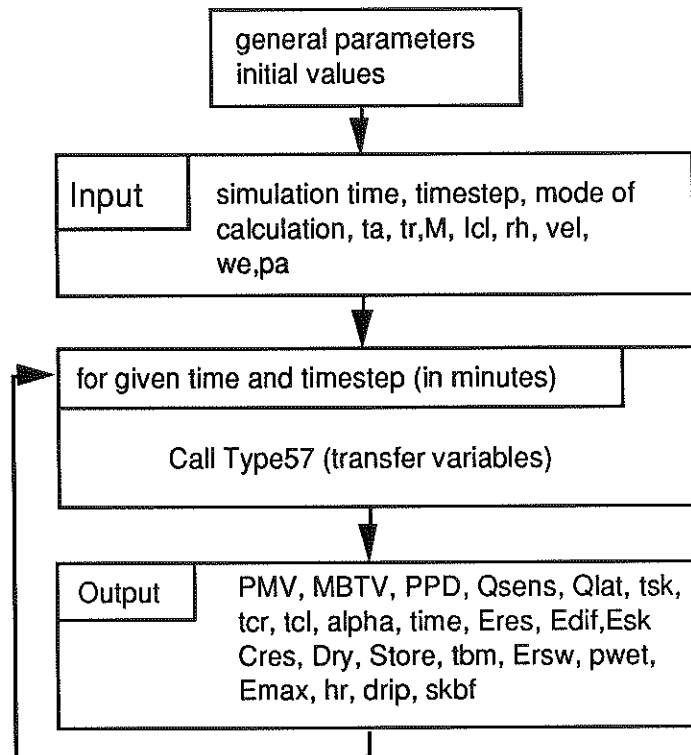 general parameters
initial values
Input
simulation time, timestep, mode of
calculation, ta, tr,M, Icl, rh, vel,
we,pa
for given time and timestep (in minutes)
Call Type57 (transfer variables)
Output
PMV, MBTV, PPD, Qsens, Qlat, tsk,
tcr, tcl, alpha, time, Eres, Edif,Esk
Cres, Dry, Store, tbm, Ersw, pwet,
Emax, hr, drip, skbf